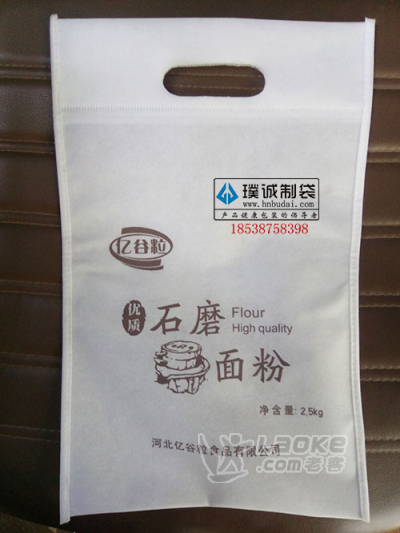 璞诚制袋
www.hnbudai.com
产品健康包装的倡导者
18538758398
亿谷粒
优质
石磨
Flour
High quality
面粉
净含量: 2.5kg
河北亿谷粒食品有限公司
LaOKe
.com老客